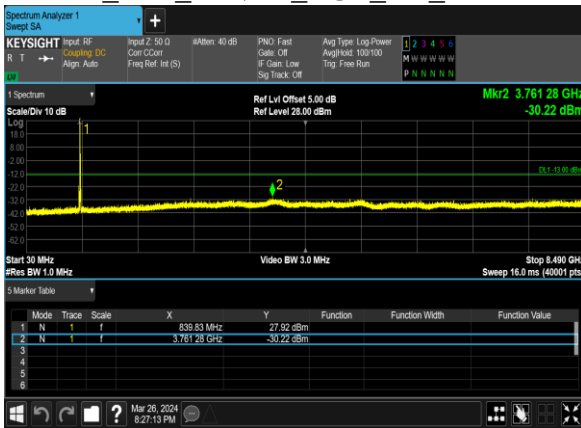 Spectrum Analyzer 1
Swept SA
+
KEYSIGHT Input: RF Input Z: 50 Ω #Atten: 40 dB PNO: Fast Avg Type: Log-Power 1 2 3 4 5 6
R T Coupling: DC Corr CCorr Gate: Off Avg|Hold: 100/100 M W W W W W
Align: Auto Freq Ref: Int (S) IF Gain: Low Trig: Free Run
LV Sig Track: Off P N N N N N
1 Spectrum Ref Lvl Offset 5.00 dB Mkr2 3.761 28 GHz
Scale/Div 10 dB Ref Level 28.00 dBm -30.22 dBm
Log
1
18.0
8.00
-2.00
DL1 -13.00 dBm
-12.0
2
-22.0
-32.0
-42.0
-52.0
-62.0
Start 30 MHz Video BW 3.0 MHz Stop 8.490 GHz
#Res BW 1.0 MHz Sweep 16.0 ms (40001 pts
5 Marker Table
Mode Trace Scale X Y Function Function Width Function Value
1 N 1 f 839.83 MHz 27.92 dBm
2 N 1 f 3.761 28 GHz -30.22 dBm
3
4
5
6
? Mar 26, 2024
8:27:13 PM